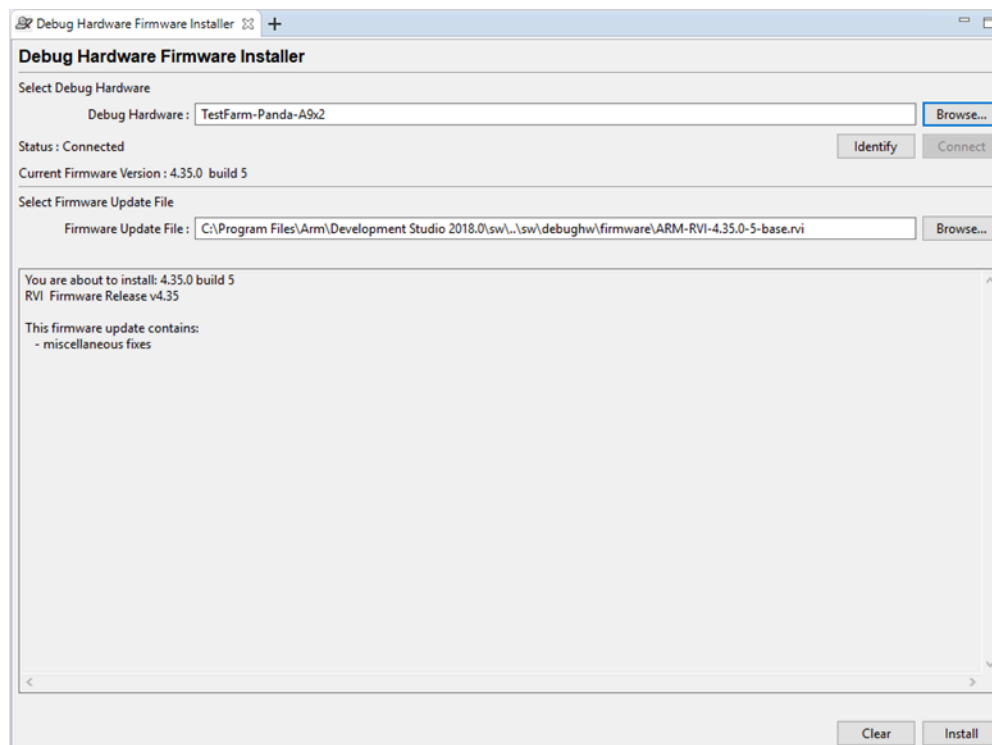 Debug Hardware Firmware Installer
Debug Hardware Firmware Installer
Select Debug Hardware
Debug Hardware : TestFarm-Panda-A9x2 Browse...
Status : Connected Identify Connect
Current Firmware Version : 4.35.0 build 5
Select Firmware Update File
Firmware Update File : C:\Program Files\Arm\Development Studio 2018.0\sw\..\sw\debughw\firmware\ARM-RVI-4.35.0-5-base.rvi Browse...
You are about to install: 4.35.0 build 5
RVI Firmware Release v4.35
This firmware update contains:
- miscellaneous fixes
Clear Install